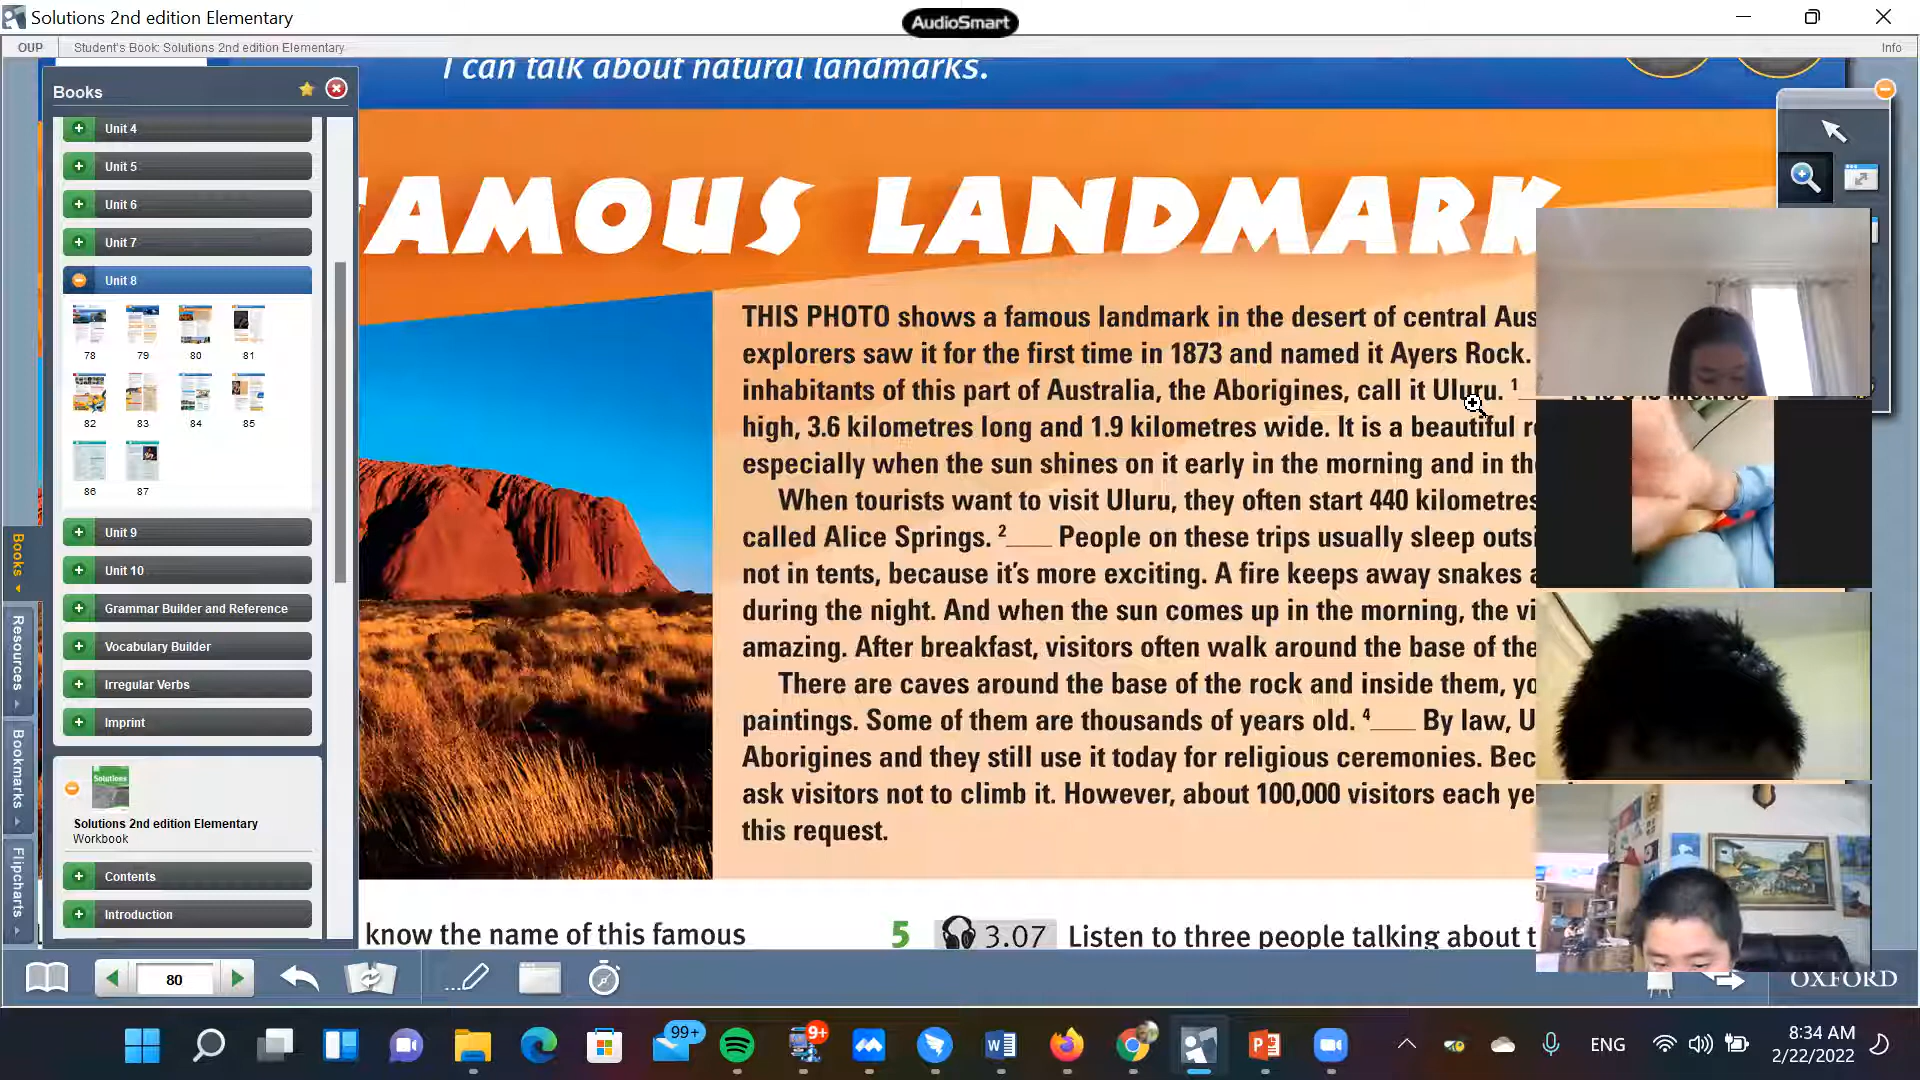 Solutions 2nd edition Elementary
AudioSmart
OUP
Student's Book: Solutions 2nd edition Elementary
Info
Books
Unit 4
Unit 5
Unit 6
Unit 7
Unit 8
78 79 80 81
82 83 84 85
86 87
Unit 9
Unit 10
Grammar Builder and Reference
Vocabulary Builder
Irregular Verbs
Imprint
Solutions
Solutions 2nd edition Elementary
Workbook
Contents
Introduction
Books
Resources
Bookmarks
Flipcharts
I can talk about natural landmarks.
FAMOUS LANDMARK
THIS PHOTO shows a famous landmark in the desert of central Aus
explorers saw it for the first time in 1873 and named it Ayers Rock.
inhabitants of this part of Australia, the Aborigines, call it Uluru. 1___
high, 3.6 kilometres long and 1.9 kilometres wide. It is a beautiful r
especially when the sun shines on it early in the morning and in th
When tourists want to visit Uluru, they often start 440 kilometres
called Alice Springs. 2___ People on these trips usually sleep outsi
not in tents, because it's more exciting. A fire keeps away snakes a
during the night. And when the sun comes up in the morning, the vi
amazing. After breakfast, visitors often walk around the base of the
There are caves around the base of the rock and inside them, yo
paintings. Some of them are thousands of years old. 4___ By law, U
Aborigines and they still use it today for religious ceremonies. Bec
ask visitors not to climb it. However, about 100,000 visitors each ye
this request.
know the name of this famous
5 3.07 Listen to three people talking about t
80
OXFORD
99+
9+
ENG
8:34 AM
2/22/2022